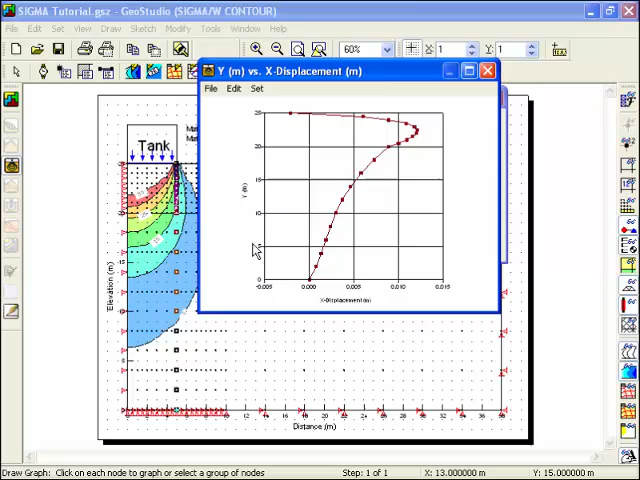 SIGMA Tutorial.gsz - GeoStudio (SIGMA/W CONTOUR)
File Edit Set View Draw Sketch Tools Window Help
60% X: 1 Y: 1
Y (m) vs. X-Displacement (m)
File Edit Set
Tank
25
20
15
10
5
0
Y (m)
-0.005 0.000 0.005 0.010 0.015
X-Displacement (m)
Elevation (m)
Distance (m)
Draw Graph: Click on each node to graph or select a group of nodes
Step: 1 of 1
X: 13.000000 m
Y: 15.000000 m